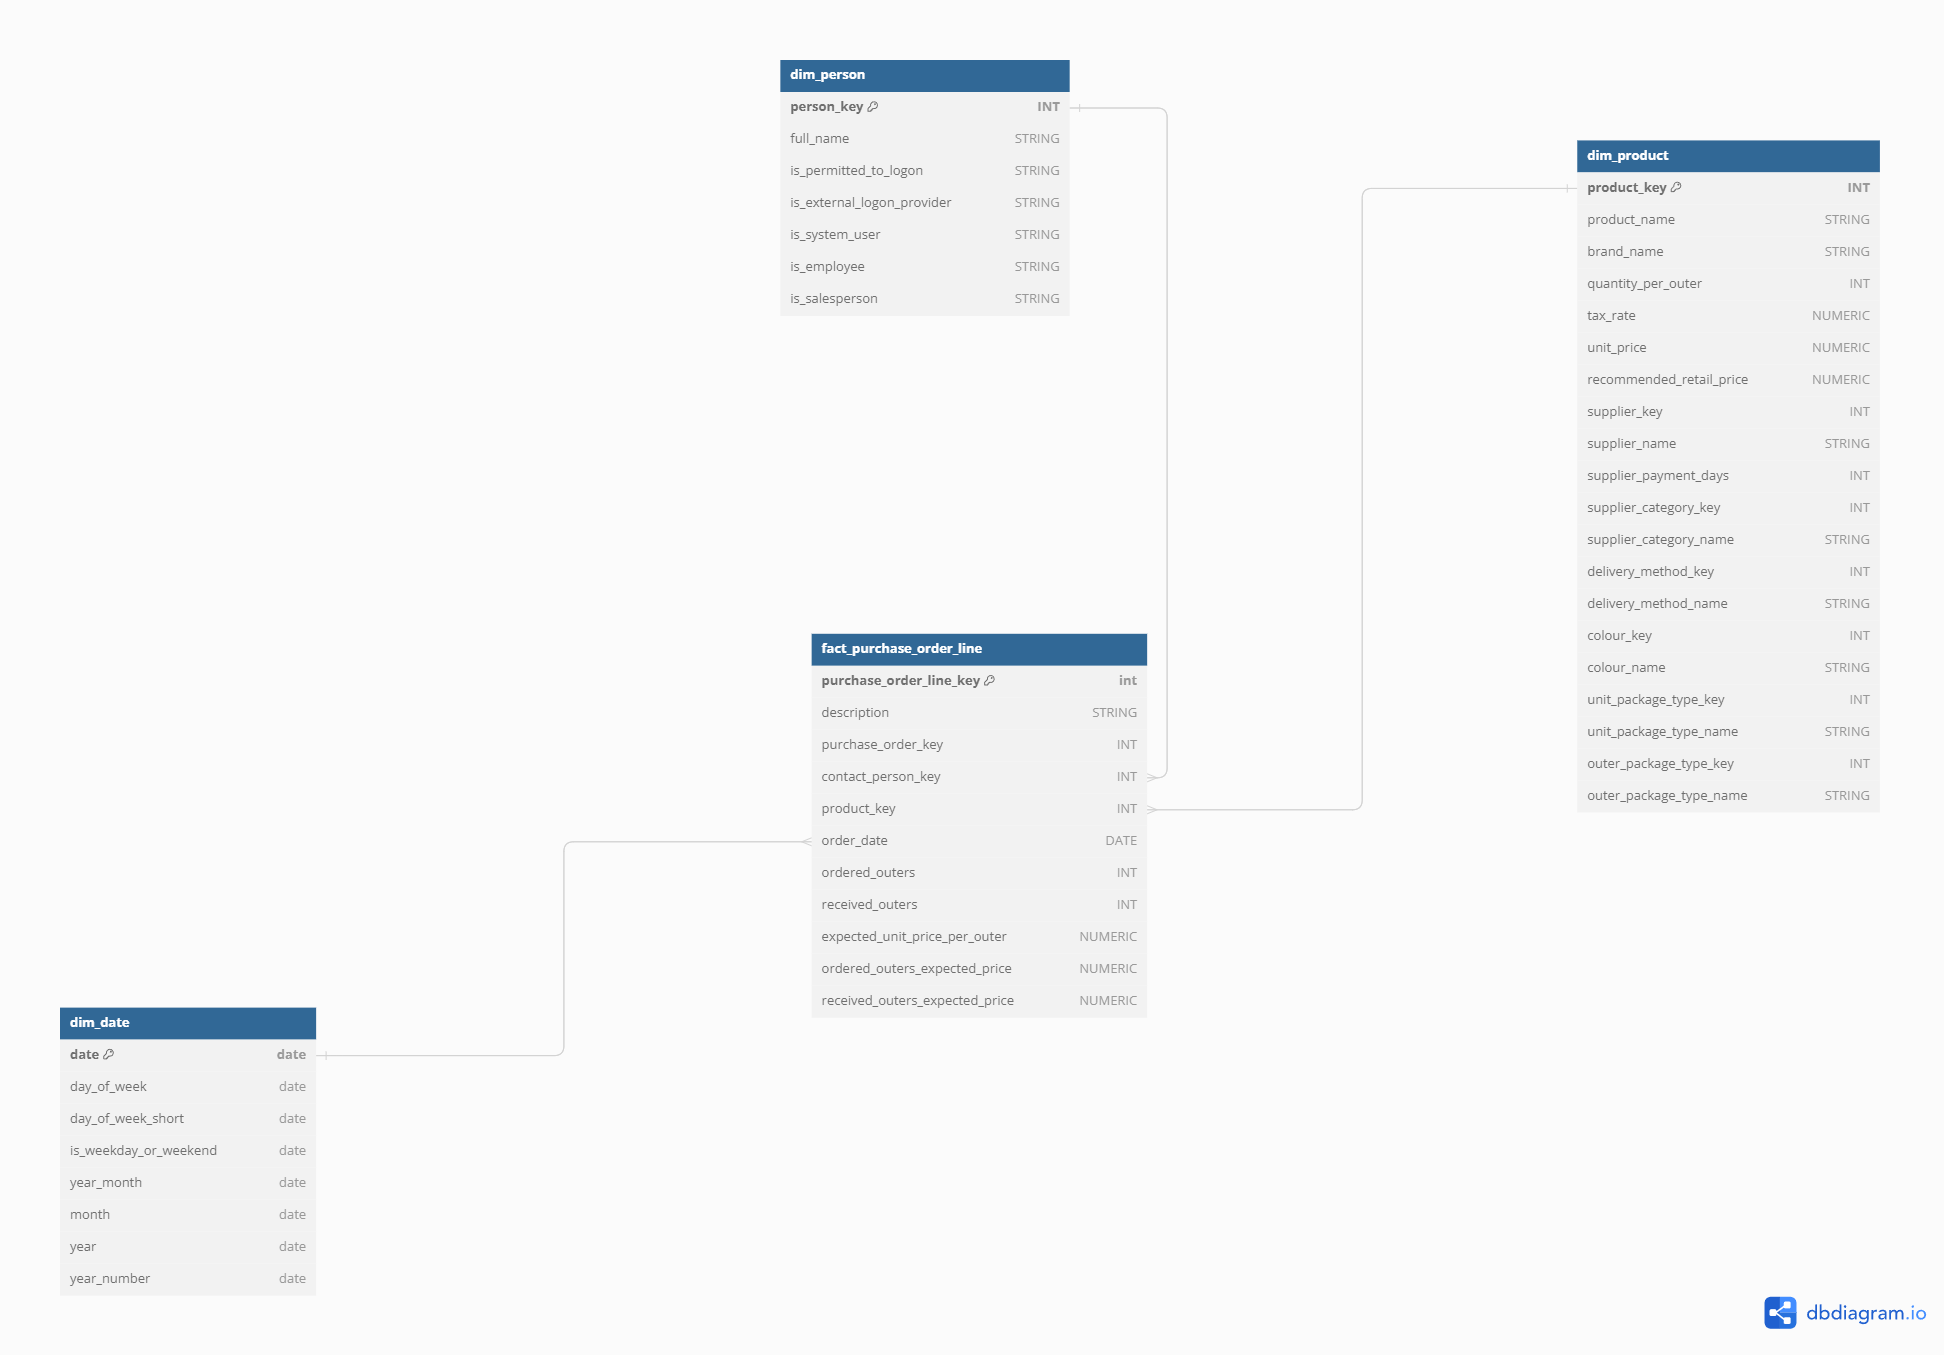 dim_person
person_key INT
full_name STRING
is_permitted_to_logon STRING
is_external_logon_provider STRING
is_system_user STRING
is_employee STRING
is_salesperson STRING
dim_product
product_key INT
product_name STRING
brand_name STRING
quantity_per_outer INT
tax_rate NUMERIC
unit_price NUMERIC
recommended_retail_price NUMERIC
supplier_key INT
supplier_name STRING
supplier_payment_days INT
supplier_category_key INT
supplier_category_name STRING
delivery_method_key INT
delivery_method_name STRING
colour_key INT
colour_name STRING
unit_package_type_key INT
unit_package_type_name STRING
outer_package_type_key INT
outer_package_type_name STRING
fact_purchase_order_line
purchase_order_line_key int
description STRING
purchase_order_key INT
contact_person_key INT
product_key INT
order_date DATE
ordered_outers INT
received_outers INT
expected_unit_price_per_outer NUMERIC
ordered_outers_expected_price NUMERIC
received_outers_expected_price NUMERIC
dim_date
date date
day_of_week date
day_of_week_short date
is_weekday_or_weekend date
year_month date
month date
year date
year_number date
dbdiagram.io